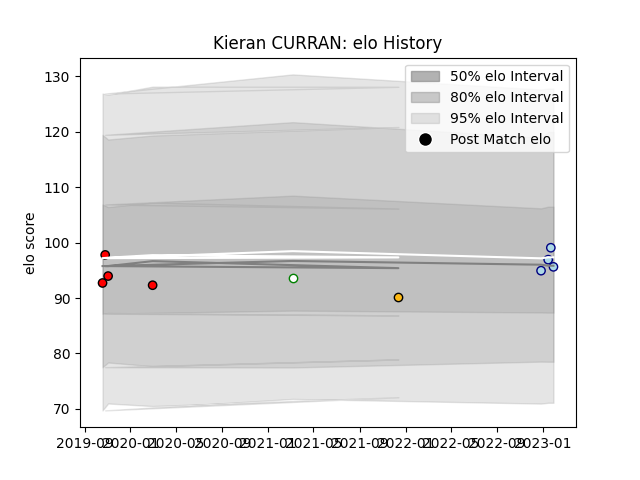 Kieran CURRAN: elo History
50% elo Interval
80% elo Interval
95% elo Interval
Post Match elo
elo score
130
120
110
100
90
80
70
2019-09 2020-01 2020-05 2020-09 2021-01 2021-05 2021-09 2022-01 2022-05 2022-09 2023-01